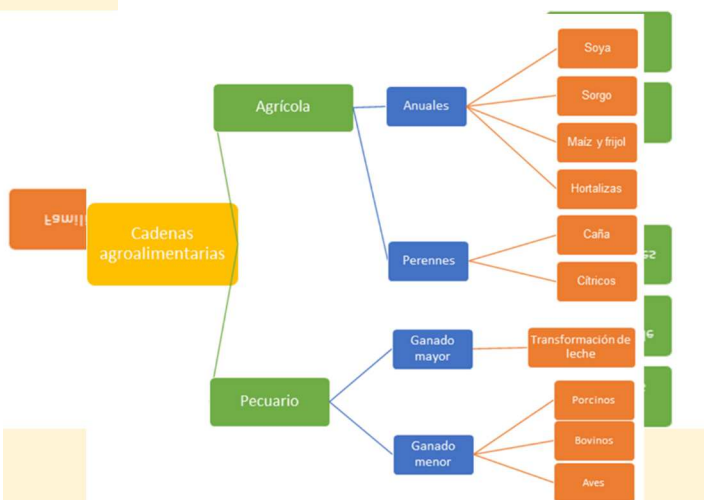 Soya
Agrícola
Anuales
Sorgo
Maíz y frijol
Hortalizas
Cadenas
agroalimentarias
Perennes
Caña
Cítricos
Ganado
mayor
Transformación de
leche
Pecuario
Ganado
menor
Porcinos
Bovinos
Aves